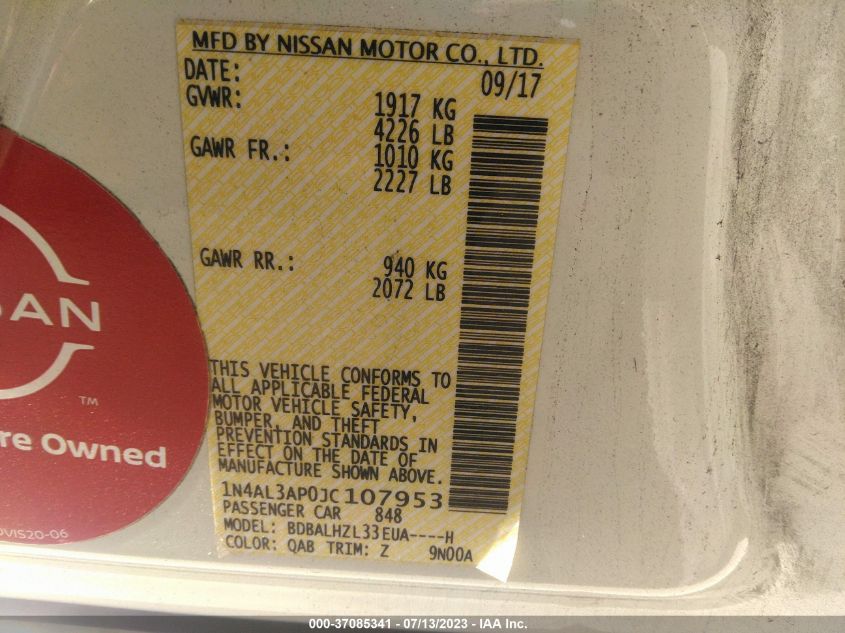 MFD BY NISSAN MOTOR CO., LTD.
DATE: 09/17
GVWR: 1917 KG
4226 LB
GAWR FR.: 1010 KG
2227 LB
GAWR RR.: 940 KG
2072 LB
THIS VEHICLE CONFORMS TO
ALL APPLICABLE FEDERAL
MOTOR VEHICLE SAFETY,
BUMPER, AND THEFT
PREVENTION STANDARDS IN
EFFECT ON THE DATE OF
MANUFACTURE SHOWN ABOVE.
1N4AL3AP0JC107953
PASSENGER CAR 848
MODEL: BDBALHZL33EUA----H
COLOR: QAB TRIM: Z 9N00A
SAN
TM
re Owned
VIS20-06
000-37085341 - 07/13/2023 - IAA Inc.